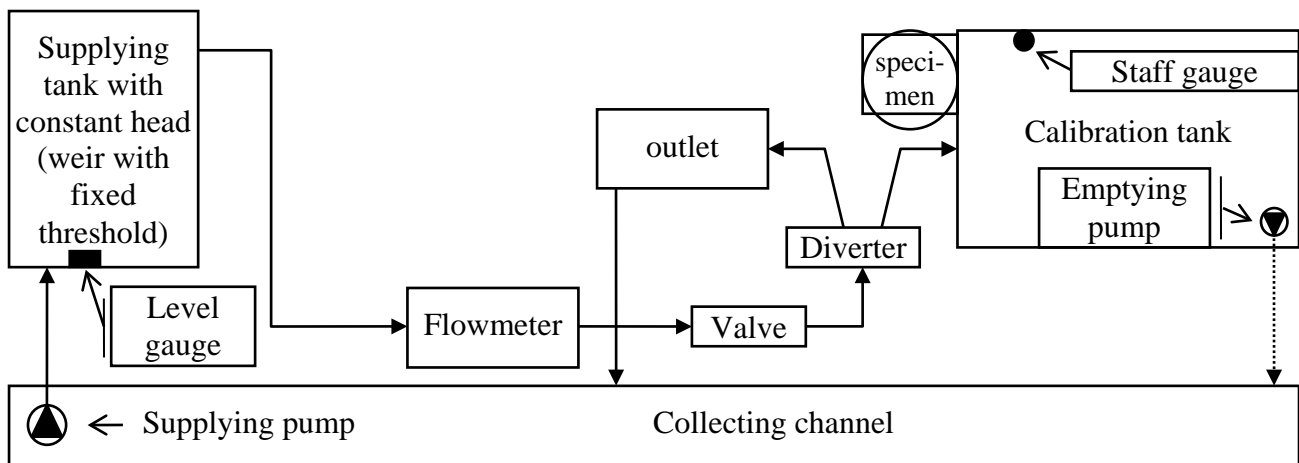 Supplying
tank with
constant head
(weir with
fixed
threshold)
Level
gauge
Flowmeter
Valve
Diverter
outlet
speci-
men
Staff gauge
Calibration tank
Emptying
pump
Supplying pump
Collecting channel